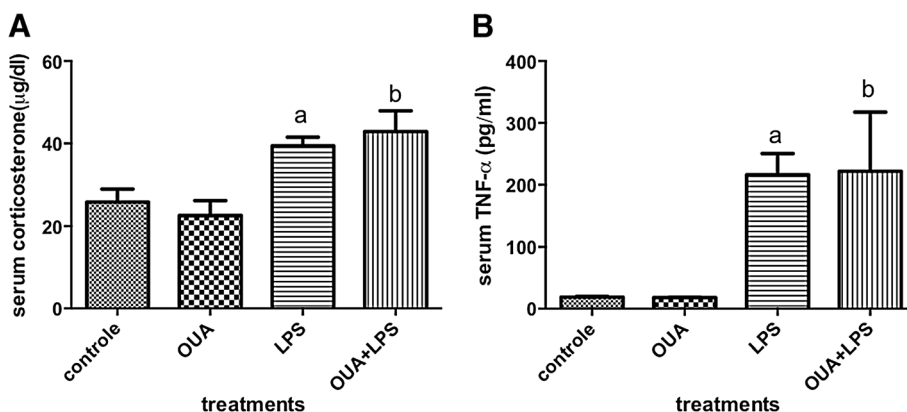 A
serum corticosterone(μg/dl)
60
40
20
0
a
b
controle
OUA
LPS
OUA+LPS
treatments
B
serum TNF-α (pg/ml)
400
300
200
100
0
a
b
controle
OUA
LPS
OUA+LPS
treatments